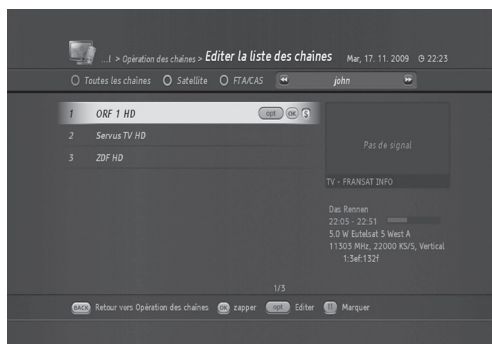 ...l > Opération des chaînes > Editer la liste des chaînes Mar, 17. 11. 2009 22:23
Toutes les chaînes Satellite FTA/CAS john
1 ORF 1 HD opt OK $
2 Servus TV HD
3 ZDF HD
Pas de signal
TV - FRANSAT INFO
Das Rennen
22:05 - 22:51
5.0 W Eutelsat 5 West A
11303 MHz, 22000 KS/S, Vertical
1:3ef:132f
1/3
BACK Retour vers Opération des chaînes OK zapper opt Editer Marquer